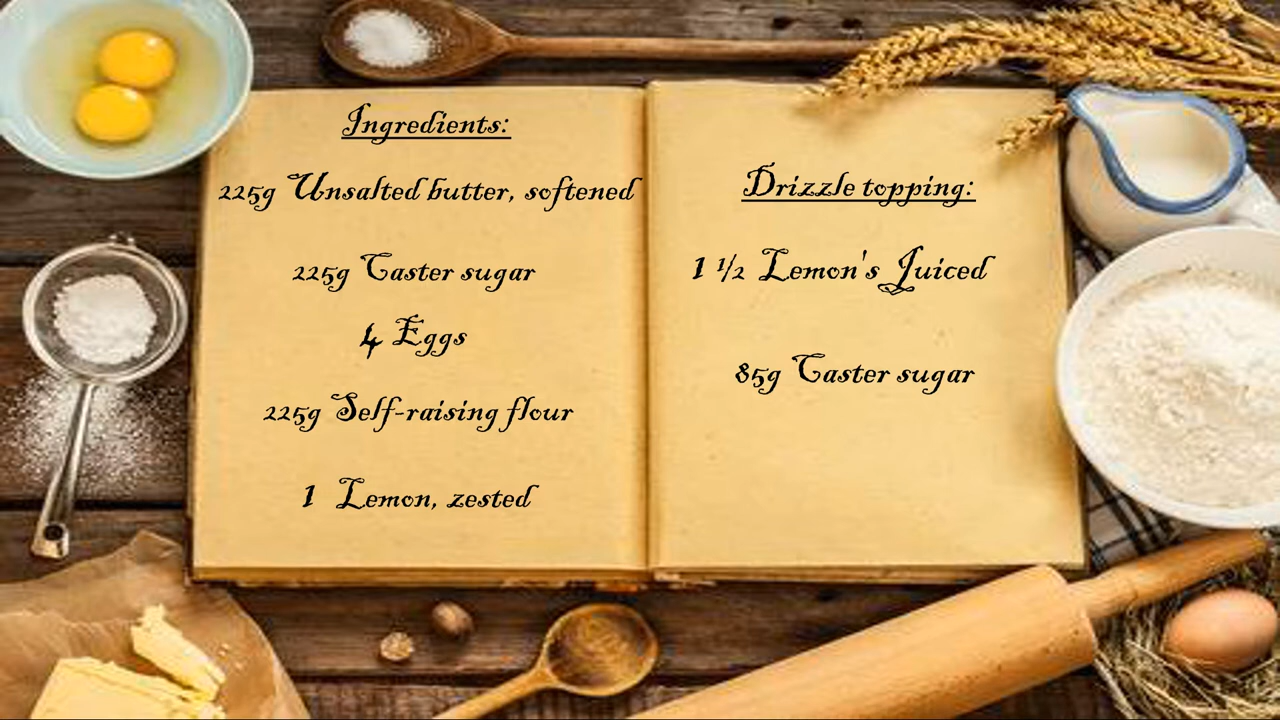 Ingredients:
225g Unsalted butter, softened
225g Caster sugar
4 Eggs
225g Self-raising flour
1 Lemon, zested
Drizzle topping:
1 ½ Lemon's Juiced
85g Caster sugar